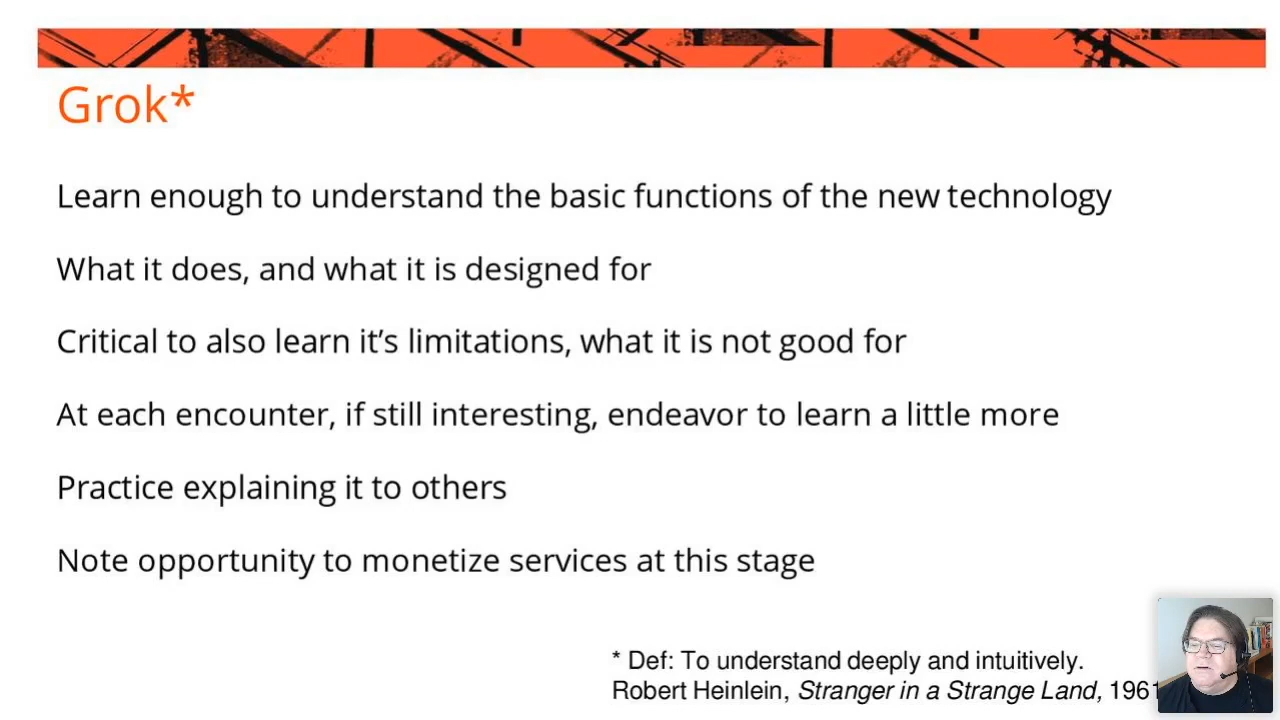 Grok*
Learn enough to understand the basic functions of the new technology
What it does, and what it is designed for
Critical to also learn it’s limitations, what it is not good for
At each encounter, if still interesting, endeavor to learn a little more
Practice explaining it to others
Note opportunity to monetize services at this stage
* Def: To understand deeply and intuitively.
Robert Heinlein, Stranger in a Strange Land, 1961